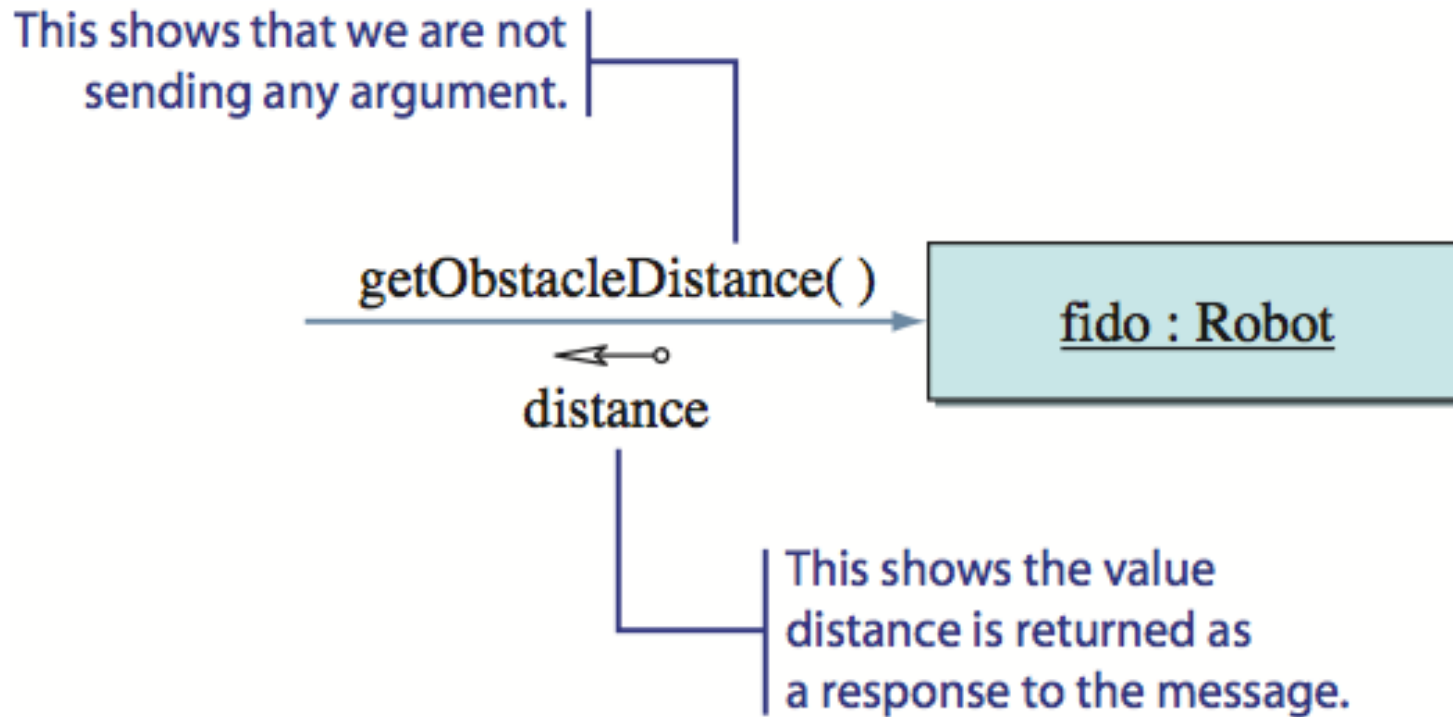 This shows that we are not
sending any argument.
getObstacleDistance( )
fido : Robot
distance
This shows the value
distance is returned as
a response to the message.